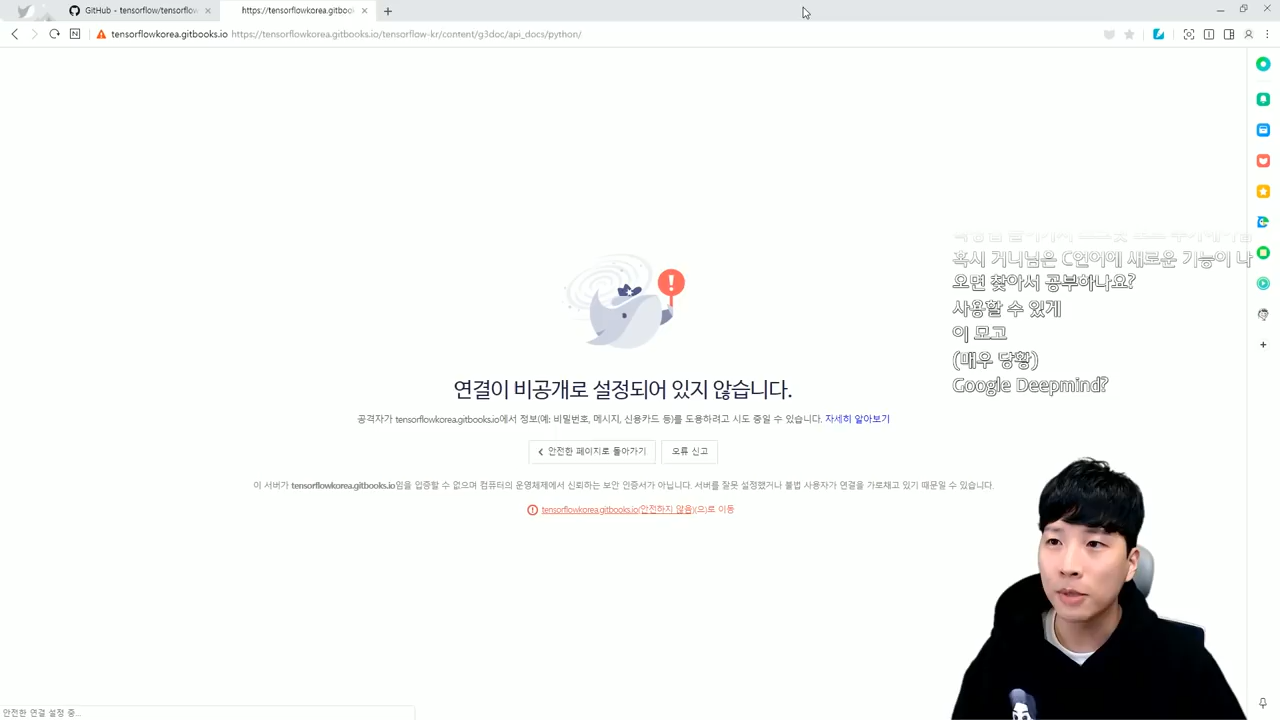 GitHub - tensorflow/tensorflow
https://tensorflowkorea.gitboo
tensorflowkorea.gitbooks.io https://tensorflowkorea.gitbooks.io/tensorflow-kr/content/g3doc/api_docs/python/
혹시 거니님은 C언어에 새로운 기능이 나
오면 찾아서 공부하나요?
사용할 수 있게
이 모고
(매우 당황)
Google Deepmind?
연결이 비공개로 설정되어 있지 않습니다.
공격자가 tensorflowkorea.gitbooks.io에서 정보(예: 비밀번호, 메시지, 신용카드 등)를 도용하려고 시도 중일 수 있습니다. 자세히 알아보기
안전한 페이지로 돌아가기
오류 신고
이 서버가 tensorflowkorea.gitbooks.io임을 입증할 수 없으며 컴퓨터의 운영체제에서 신뢰하는 보안 인증서가 아닙니다. 서버를 잘못 설정했거나 불법 사용자가 연결을 가로채고 있기 때문일 수 있습니다.
tensorflowkorea.gitbooks.io(안전하지 않음)(으)로 이동
안전한 연결 설정 중...